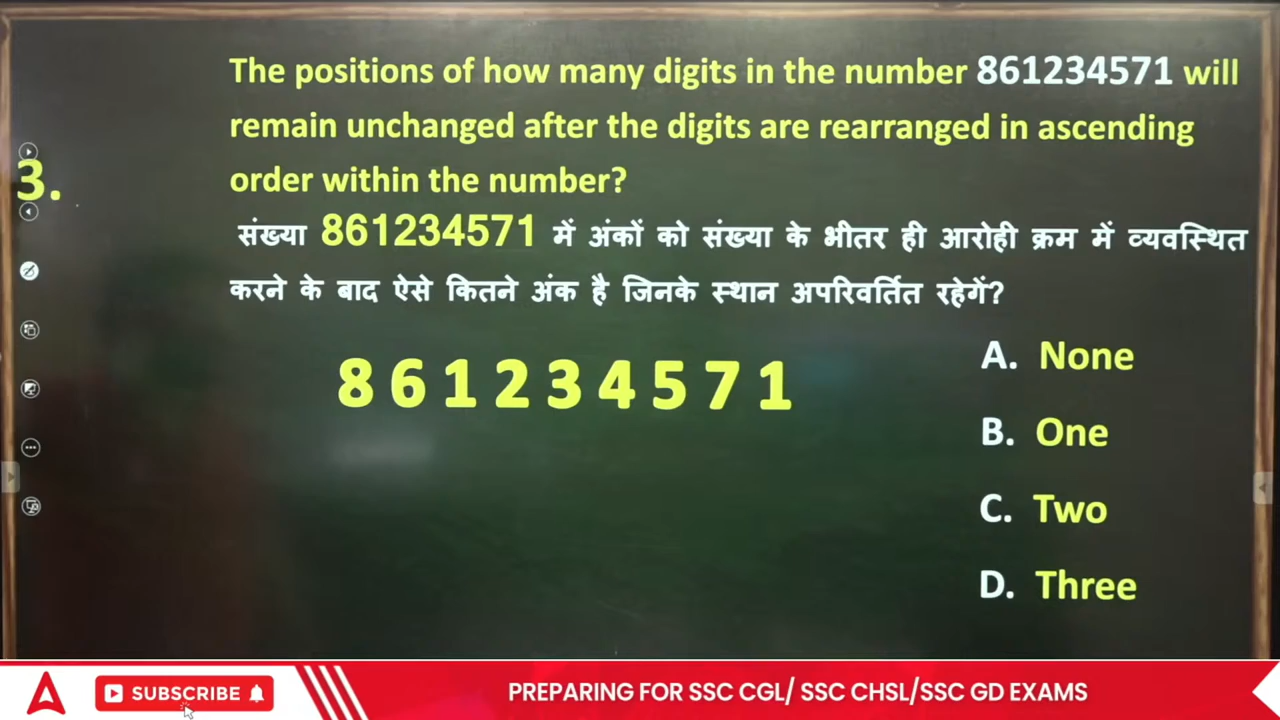 The positions of how many digits in the number 861234571 will
remain unchanged after the digits are rearranged in ascending
order within the number?
3.
संख्या 861234571 में अंकों को संख्या के भीतर ही आरोही क्रम में व्यवस्थित
करने के बाद ऐसे कितने अंक है जिनके स्थान अपरिवर्तित रहेगें?
8 6 1 2 3 4 5 7 1
A. None
B. One
C. Two
D. Three
SUBSCRIBE
PREPARING FOR SSC CGL/ SSC CHSL/SSC GD EXAMS